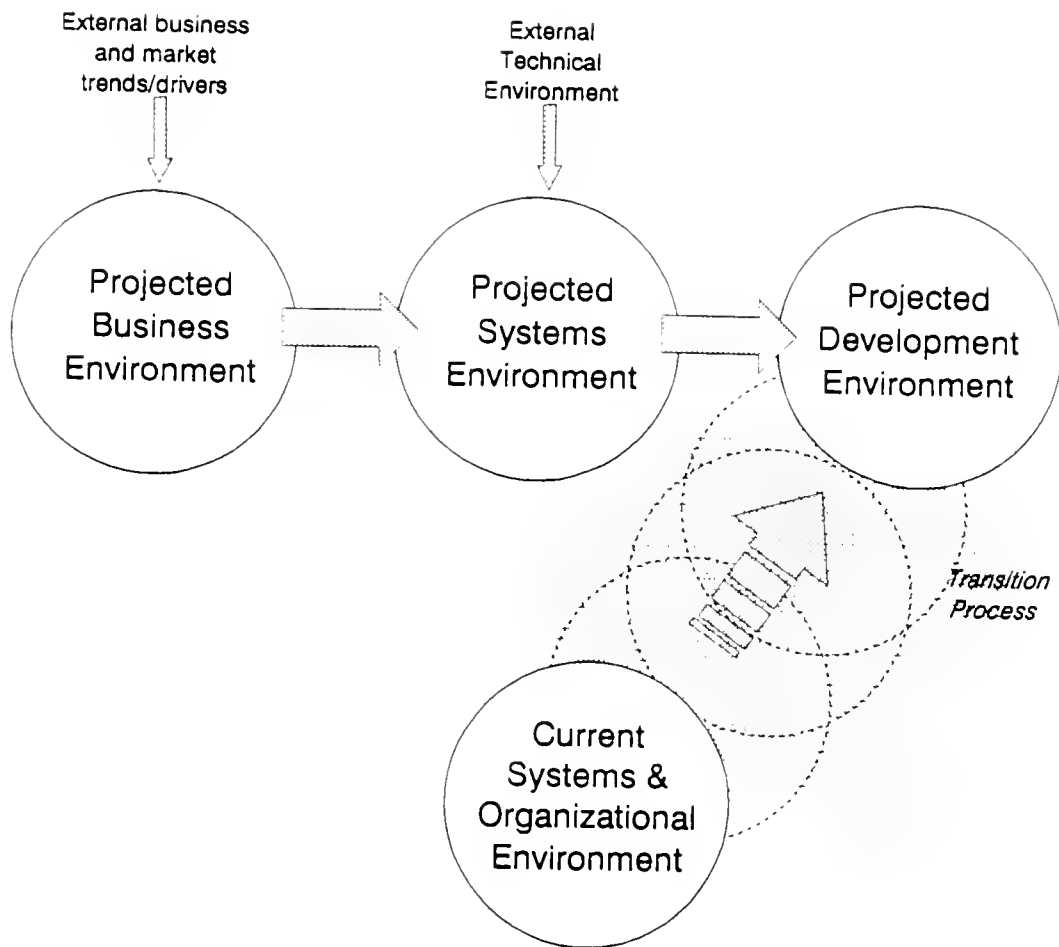 External business
and market
trends/drivers
External
Technical
Environment
Projected
Business
Environment
Projected
Systems
Environment
Projected
Development
Environment
Transition
Process
Current
Systems &
Organizational
Environment